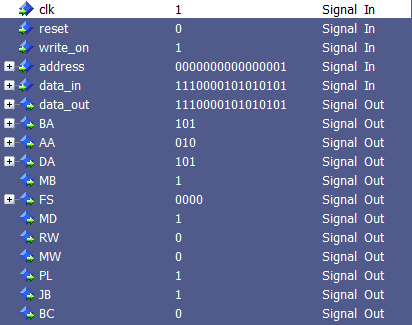 clk 1 Signal In
reset 0 Signal In
write_on 1 Signal In
address 0000000000000001 Signal In
data_in 1110000101010101 Signal In
data_out 1110000101010101 Signal Out
BA 101 Signal Out
AA 010 Signal Out
DA 101 Signal Out
MB 1 Signal Out
FS 0000 Signal Out
MD 1 Signal Out
RW 0 Signal Out
MW 0 Signal Out
PL 1 Signal Out
JB 1 Signal Out
BC 0 Signal Out